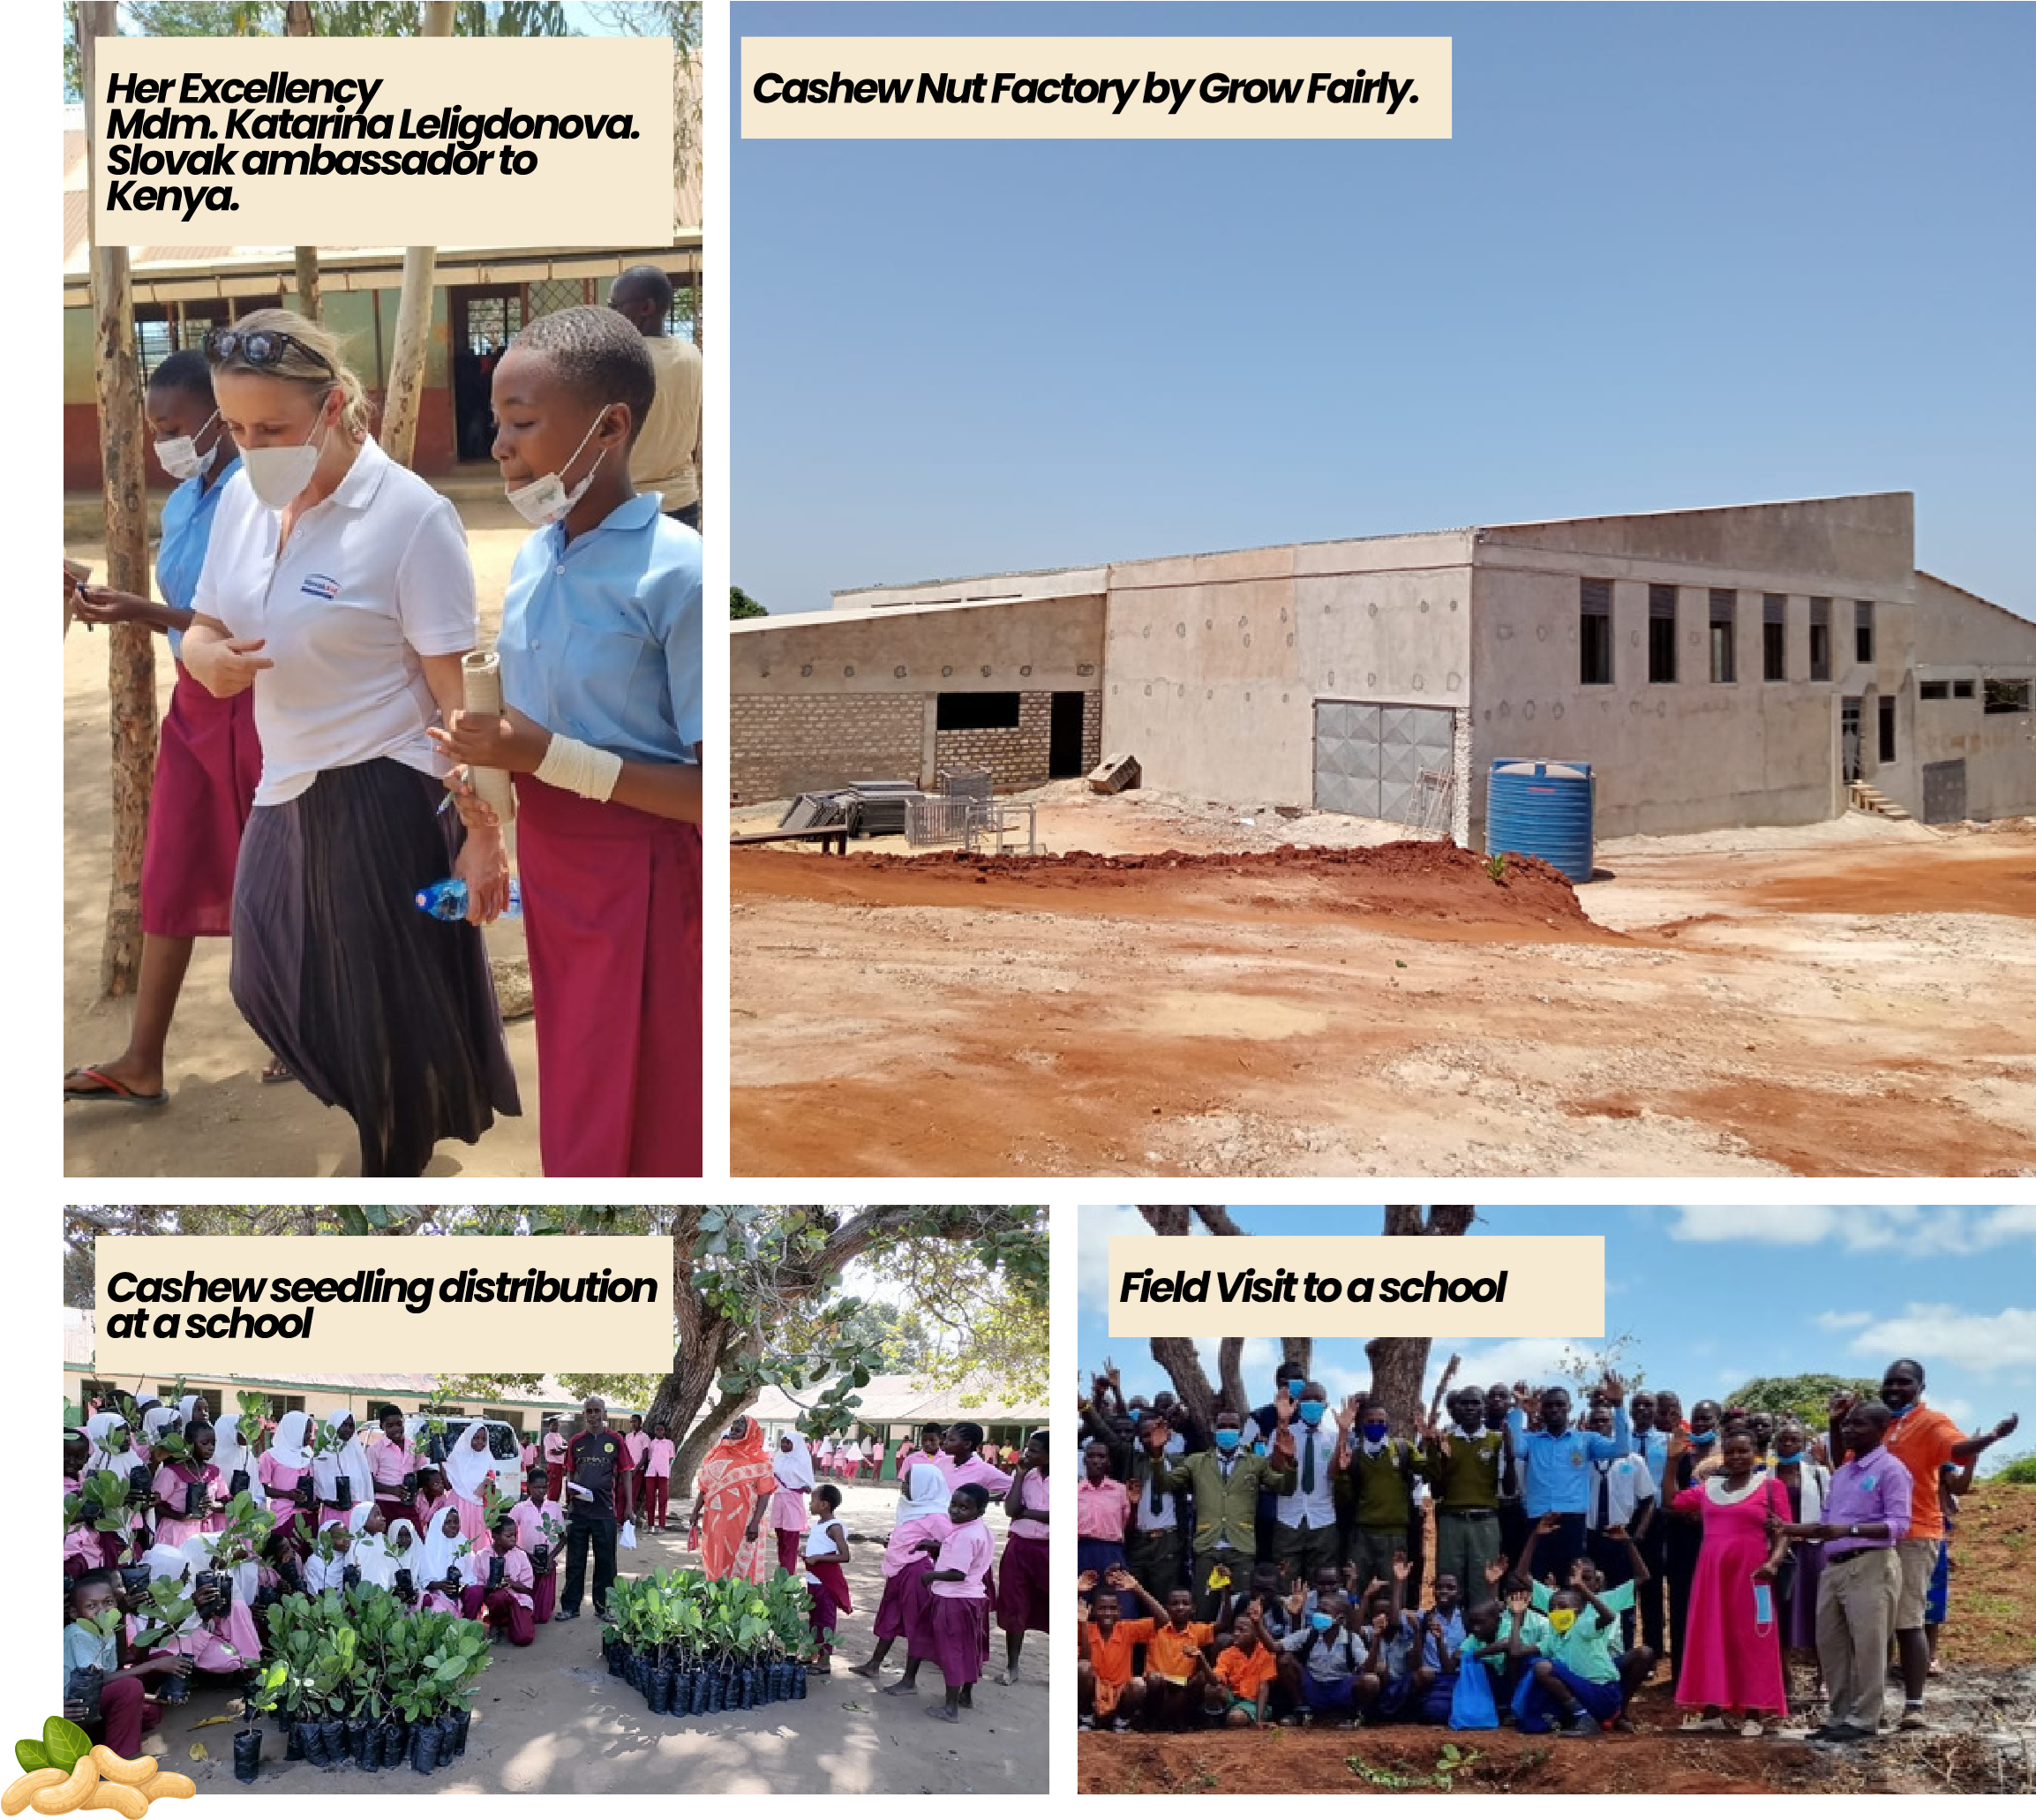 Her Excellency
Mdm. Katarina Leligdonova.
Slovak ambassador to
Kenya.
Cashew Nut Factory by Grow Fairly.
Cashew seedling distribution
at a school
Field Visit to a school